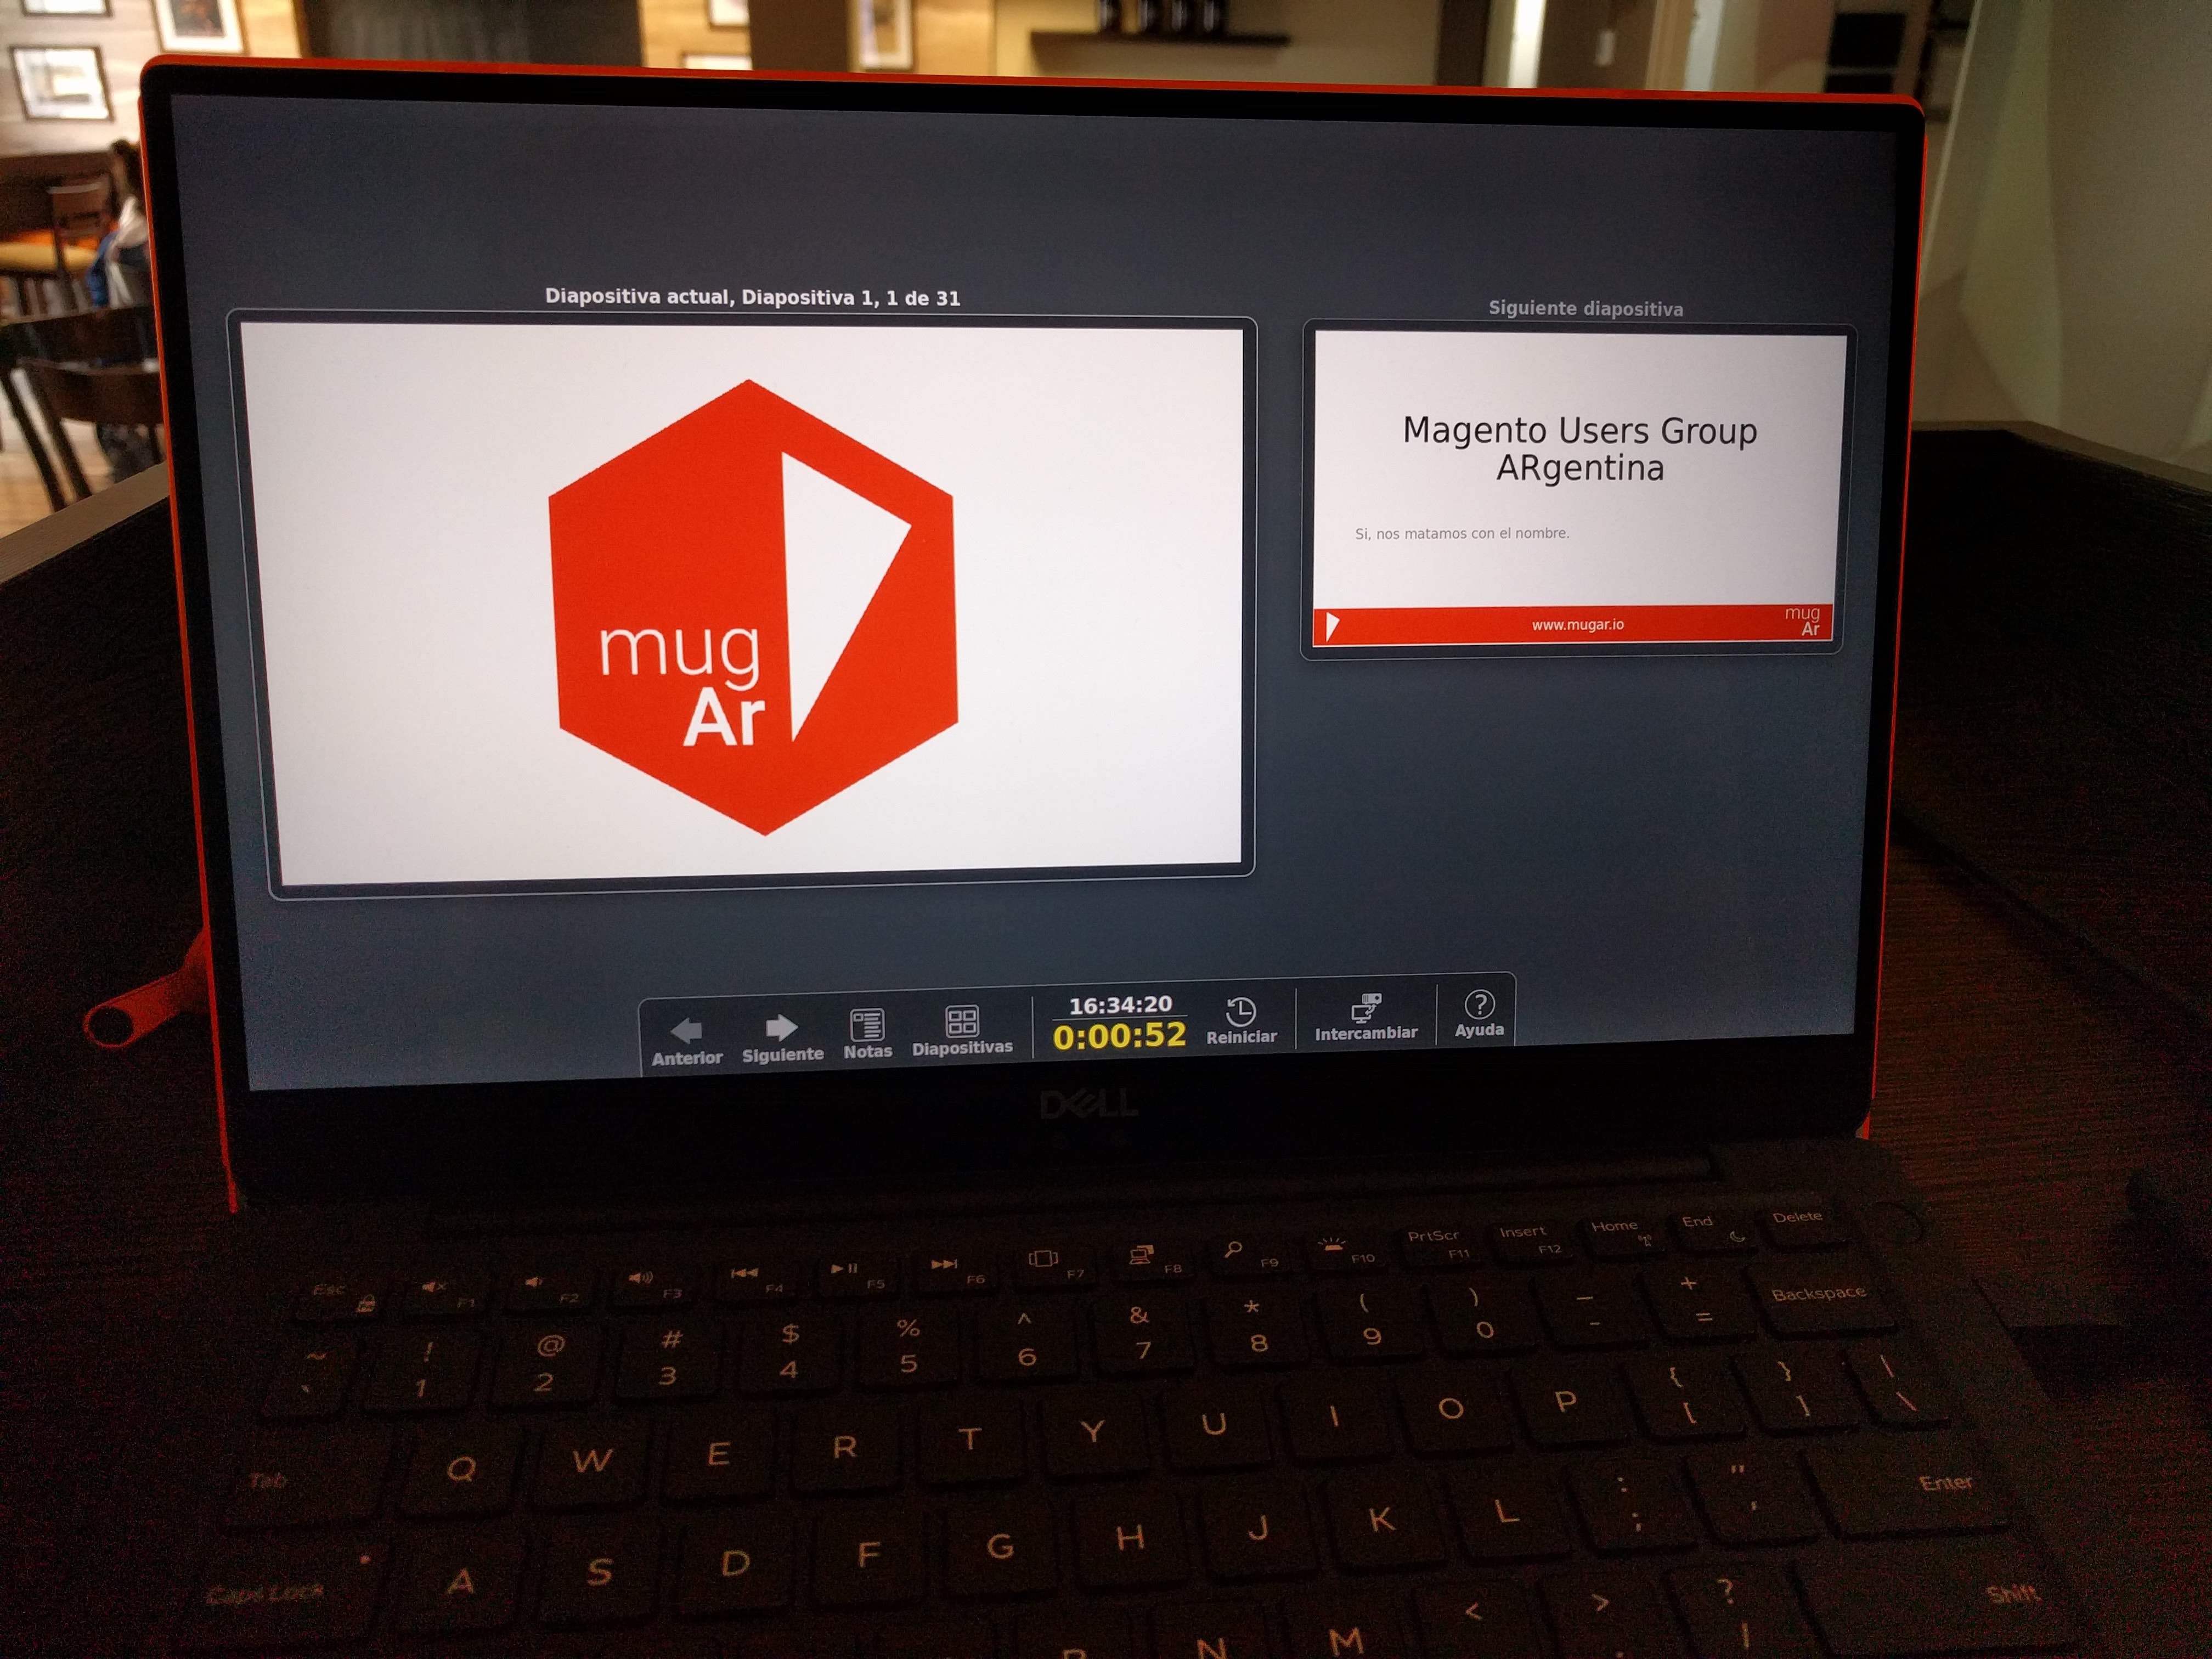 Diapositiva actual, Diapositiva 1, 1 de 31
mug
Ar
Siguiente diapositiva
Magento Users Group
ARgentina
Si, nos matamos con el nombre.
www.mugar.io
mug
Ar
Anterior
Siguiente
Notas
Diapositivas
16:34:20
0:00:52
Reiniciar
Intercambiar
Ayuda
DELL
Esc F1 F2 F3 F4 F5 F6 F7 F8 F9 F10 PrtScr F11 Insert F12 Home End Delete
~ ! @ # $ % ^ & * ( ) — +
` 1 2 3 4 5 6 7 8 9 0 - = Backspace
Tab Q W E R T Y U I O P { [ } ] | \
Caps Lock A S D F G H J K L : ; " ' Enter
N M < > ? Shift